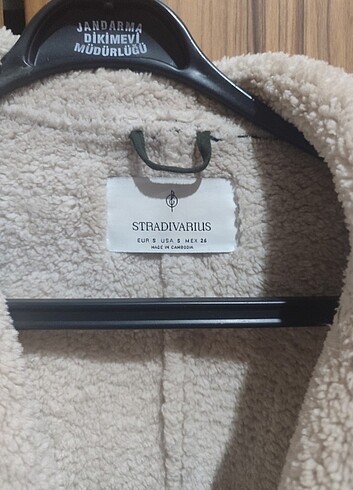 JANDARMA
DİKİMEVİ
MÜDÜRLÜĞÜ
STRADIVARIUS
EUR S USA S MEX 26
MADE IN CAMBODIA